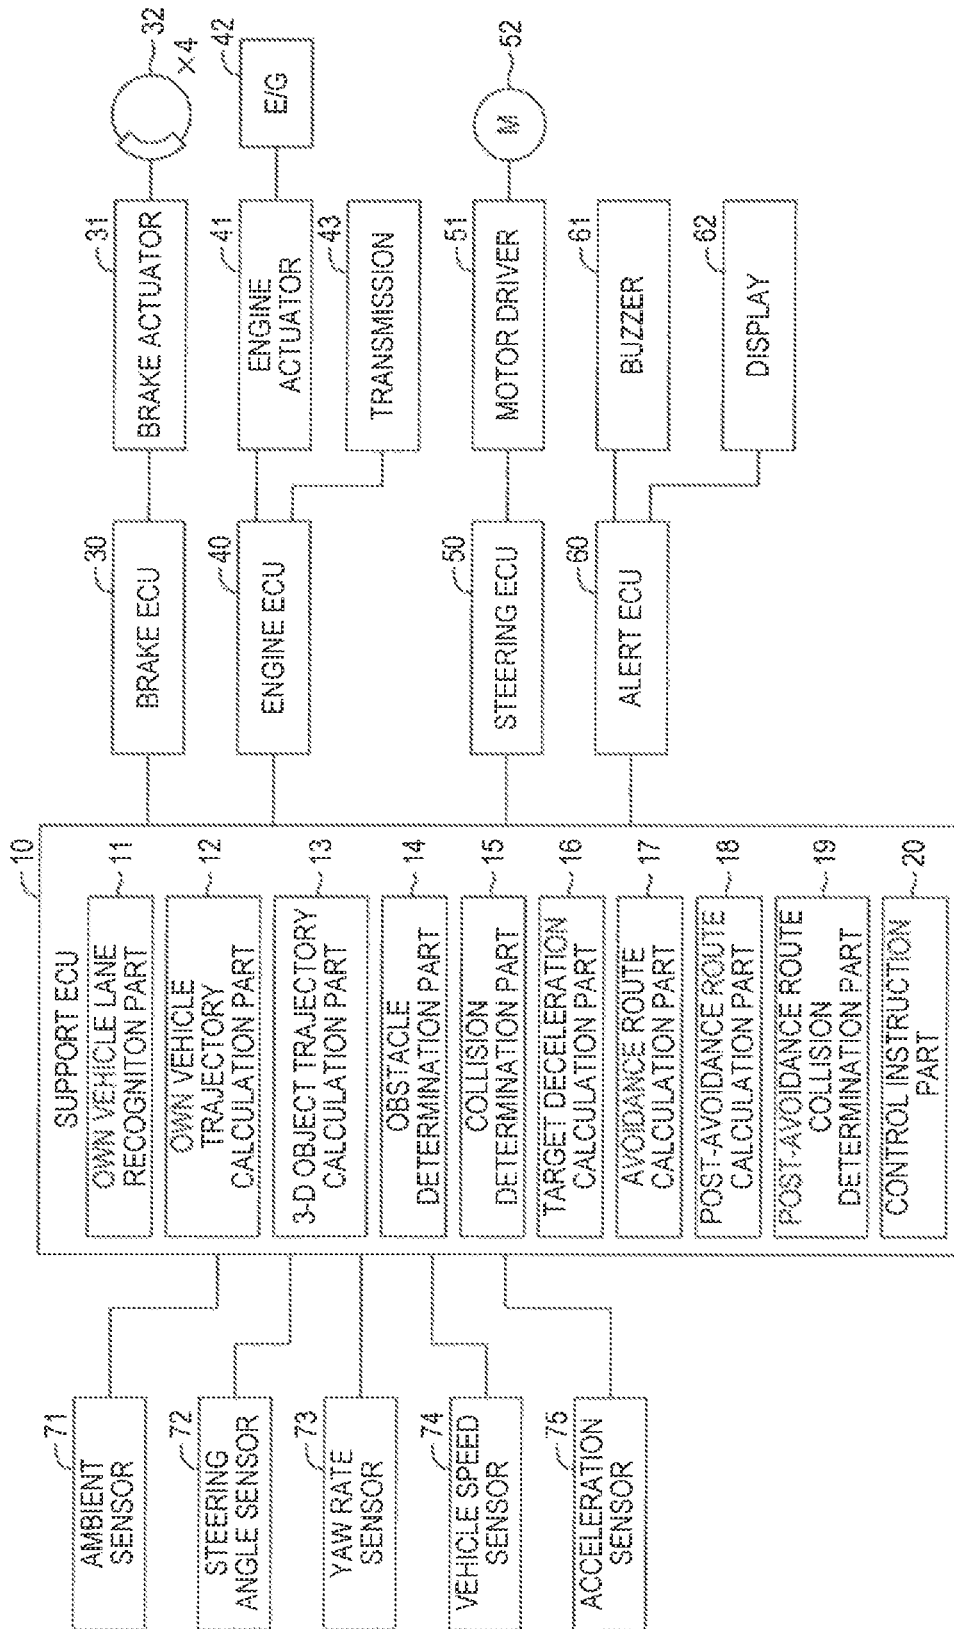 AMBIENT
SENSOR
71
STEERING
ANGLE SENSOR
72
YAW RATE
SENSOR
73
VEHICLE SPEED
SENSOR
74
ACCELERATION
SENSOR
75
10
SUPPORT ECU
OWN VEHICLE LANE
RECOGNITION PART
11
OWN VEHICLE
TRAJECTORY
CALCULATION PART
12
3-D OBJECT TRAJECTORY
CALCULATION PART
13
OBSTACLE
DETERMINATION PART
14
COLLISION
DETERMINATION PART
15
TARGET DECELERATION
CALCULATION PART
16
AVOIDANCE ROUTE
CALCULATION PART
17
POST-AVOIDANCE ROUTE
CALCULATION PART
18
POST-AVOIDANCE ROUTE
COLLISION
DETERMINATION PART
19
CONTROL INSTRUCTION
PART
20
BRAKE ECU
30
ENGINE ECU
40
STEERING ECU
50
ALERT ECU
60
BRAKE ACTUATOR
31
ENGINE
ACTUATOR
41
TRANSMISSION
43
MOTOR DRIVER
51
BUZZER
61
DISPLAY
62
32
×4
E/G
42
M
52